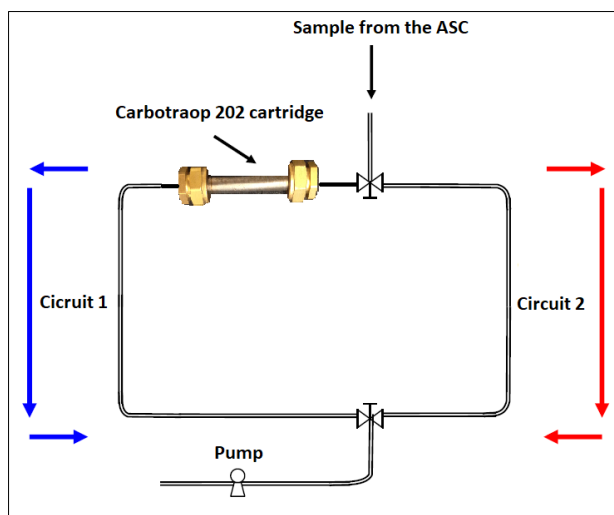 Sample from the ASC
Carbotraop 202 cartridge
Cicruit 1
Circuit 2
Pump